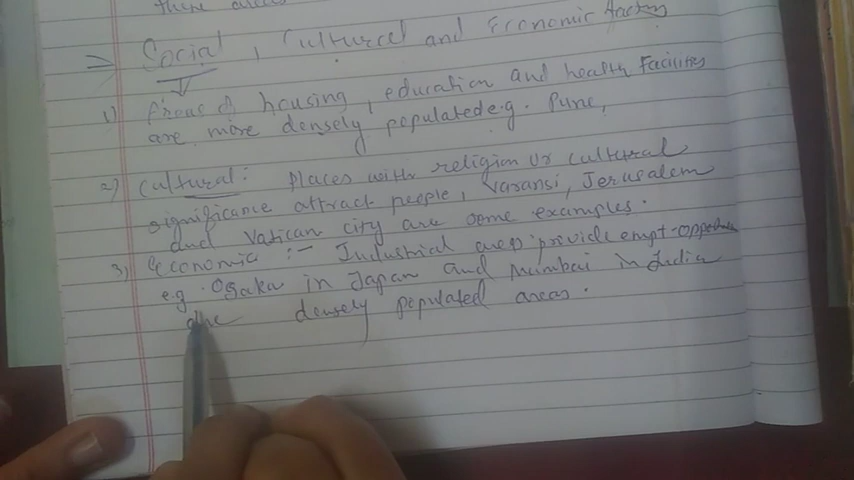 there areas
⇒ Social, Cultural and Economic factors
1) Areas of housing, education and health facilities
are more densely populated e.g. Pune,
2) Cultural: Places with religion or cultural
significance attract people, Varansi, Jerusalem
and Vatican city are some examples.
3) Economic :- Industrial areas provide empt-
e.g. Osaka in Japan and Mumbai in India
are densely populated areas.